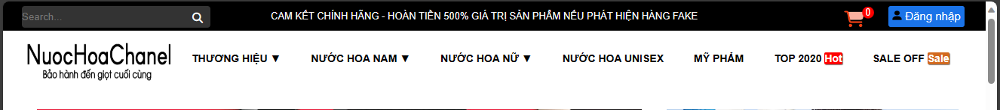 Search...
CAM KẾT CHÍNH HÃNG - HOÀN TIỀN 500% GIÁ TRỊ SẢN PHẨM NẾU PHÁT HIỆN HÀNG FAKE
0
Đăng nhập
NuocHoaChanel
Bảo hành đến giọt cuối cùng
THƯƠNG HIỆU ▼
NƯỚC HOA NAM ▼
NƯỚC HOA NỮ ▼
NƯỚC HOA UNISEX
MỸ PHẨM
TOP 2020 Hot
SALE OFF Sale